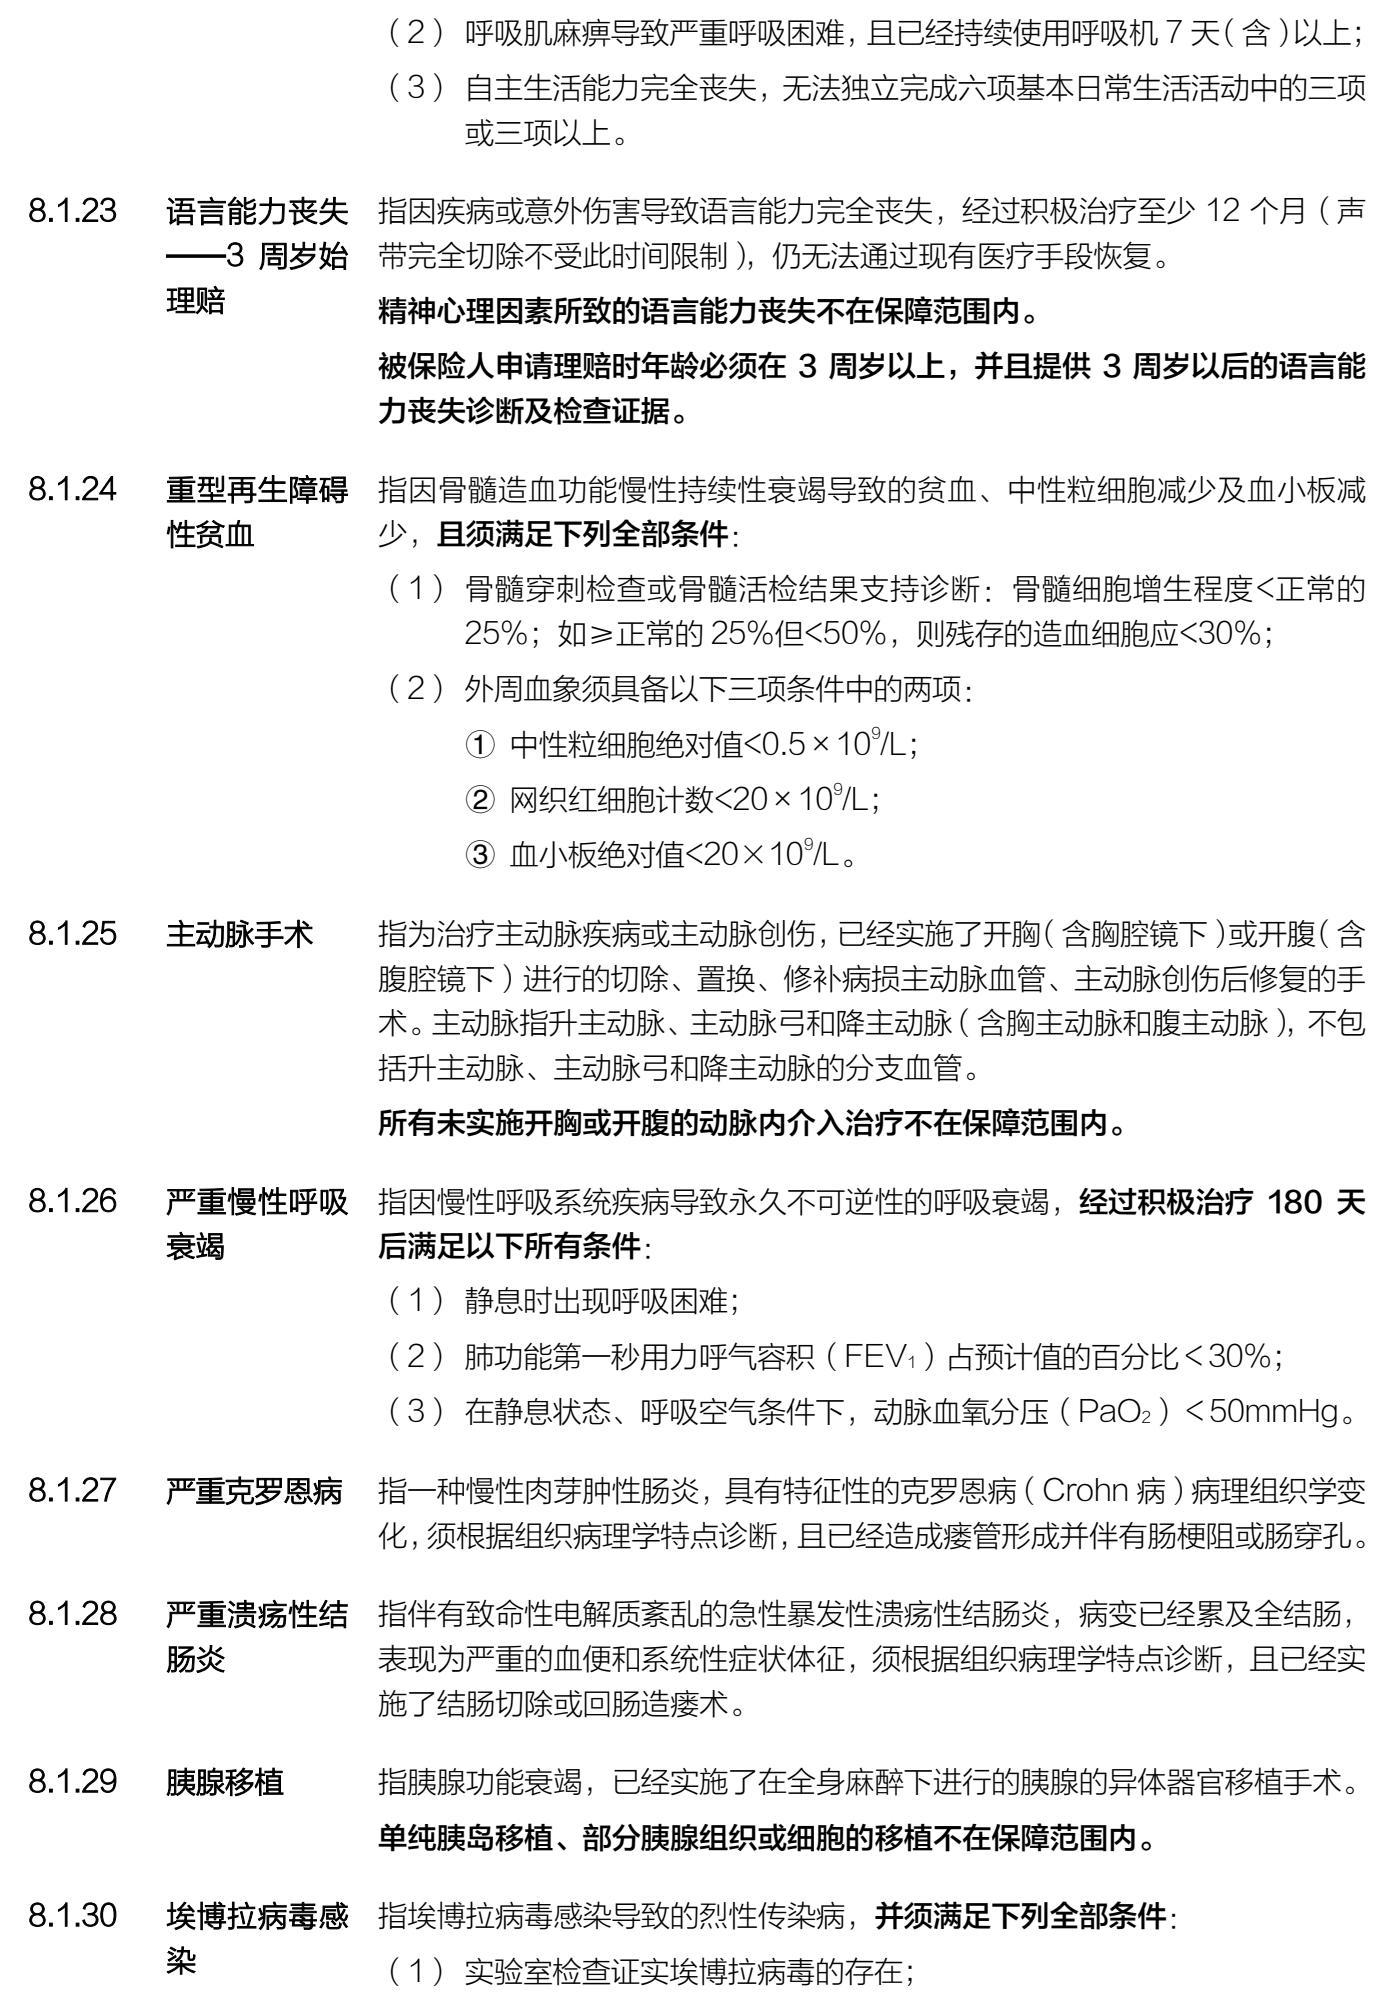 （2） 呼吸肌麻痹导致严重呼吸困难，且已经持续使用呼吸机 7 天（含）以上；
（3） 自主生活能力完全丧失，无法独立完成六项基本日常生活活动中的三项
或三项以上。
8.1.23 语言能力丧失 指因疾病或意外伤害导致语言能力完全丧失，经过积极治疗至少 12 个月（声
——3 周岁始 带完全切除不受此时间限制），仍无法通过现有医疗手段恢复。
理赔 精神心理因素所致的语言能力丧失不在保障范围内。
被保险人申请理赔时年龄必须在 3 周岁以上，并且提供 3 周岁以后的语言能
力丧失诊断及检查证据。
8.1.24 重型再生障碍 指因骨髓造血功能慢性持续性衰竭导致的贫血、中性粒细胞减少及血小板减
性贫血 少，且须满足下列全部条件：
（1） 骨髓穿刺检查或骨髓活检结果支持诊断：骨髓细胞增生程度<正常的
25%；如≥正常的 25%但<50%，则残存的造血细胞应<30%；
（2） 外周血象须具备以下三项条件中的两项：
① 中性粒细胞绝对值<0.5×10⁹/L；
② 网织红细胞计数<20×10⁹/L；
③ 血小板绝对值<20×10⁹/L。
8.1.25 主动脉手术 指为治疗主动脉疾病或主动脉创伤，已经实施了开胸（含胸腔镜下）或开腹（含
腹腔镜下）进行的切除、置换、修补病损主动脉血管、主动脉创伤后修复的手
术。主动脉指升主动脉、主动脉弓和降主动脉（含胸主动脉和腹主动脉），不包
括升主动脉、主动脉弓和降主动脉的分支血管。
所有未实施开胸或开腹的动脉内介入治疗不在保障范围内。
8.1.26 严重慢性呼吸 指因慢性呼吸系统疾病导致永久不可逆性的呼吸衰竭，经过积极治疗 180 天
衰竭 后满足以下所有条件：
（1） 静息时出现呼吸困难；
（2） 肺功能第一秒用力呼气容积（FEV₁）占预计值的百分比＜30%；
（3） 在静息状态、呼吸空气条件下，动脉血氧分压（PaO₂）＜50mmHg。
8.1.27 严重克罗恩病 指一种慢性肉芽肿性肠炎，具有特征性的克罗恩病（Crohn 病）病理组织学变
化，须根据组织病理学特点诊断，且已经造成瘘管形成并伴有肠梗阻或肠穿孔。
8.1.28 严重溃疡性结 指伴有致命性电解质紊乱的急性暴发性溃疡性结肠炎，病变已经累及全结肠，
肠炎 表现为严重的血便和系统性症状体征，须根据组织病理学特点诊断，且已经实
施了结肠切除或回肠造瘘术。
8.1.29 胰腺移植 指胰腺功能衰竭，已经实施了在全身麻醉下进行的胰腺的异体器官移植手术。
单纯胰岛移植、部分胰腺组织或细胞的移植不在保障范围内。
8.1.30 埃博拉病毒感 指埃博拉病毒感染导致的烈性传染病，并须满足下列全部条件：
染 （1） 实验室检查证实埃博拉病毒的存在；